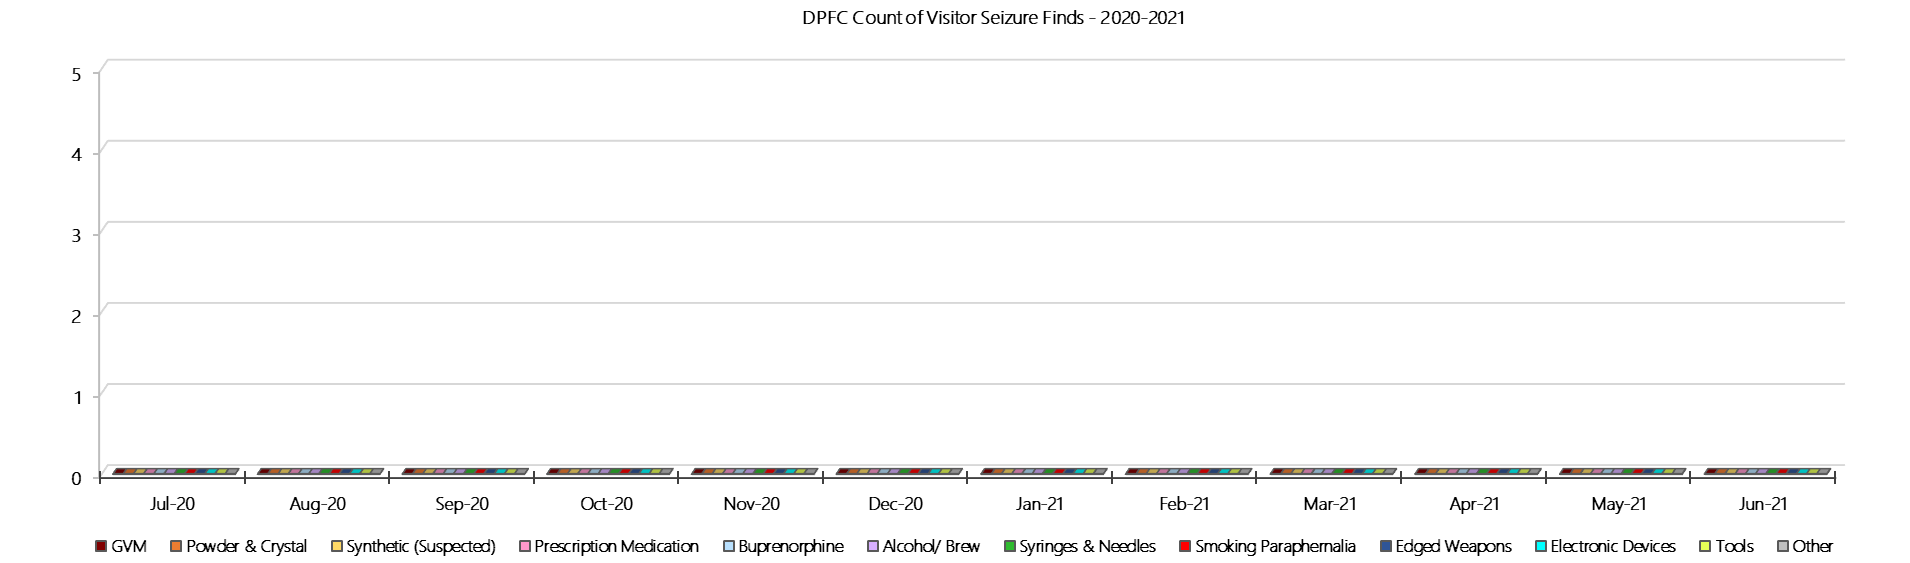 DPFC Count of Visitor Seizure Finds - 2020-2021
5
4
3
2
1
0
Jul-20 Aug-20 Sep-20 Oct-20 Nov-20 Dec-20 Jan-21 Feb-21 Mar-21 Apr-21 May-21 Jun-21
GVM Powder & Crystal Synthetic (Suspected) Prescription Medication Buprenorphine Alcohol/ Brew Syringes & Needles Smoking Paraphernalia Edged Weapons Electronic Devices Tools Other